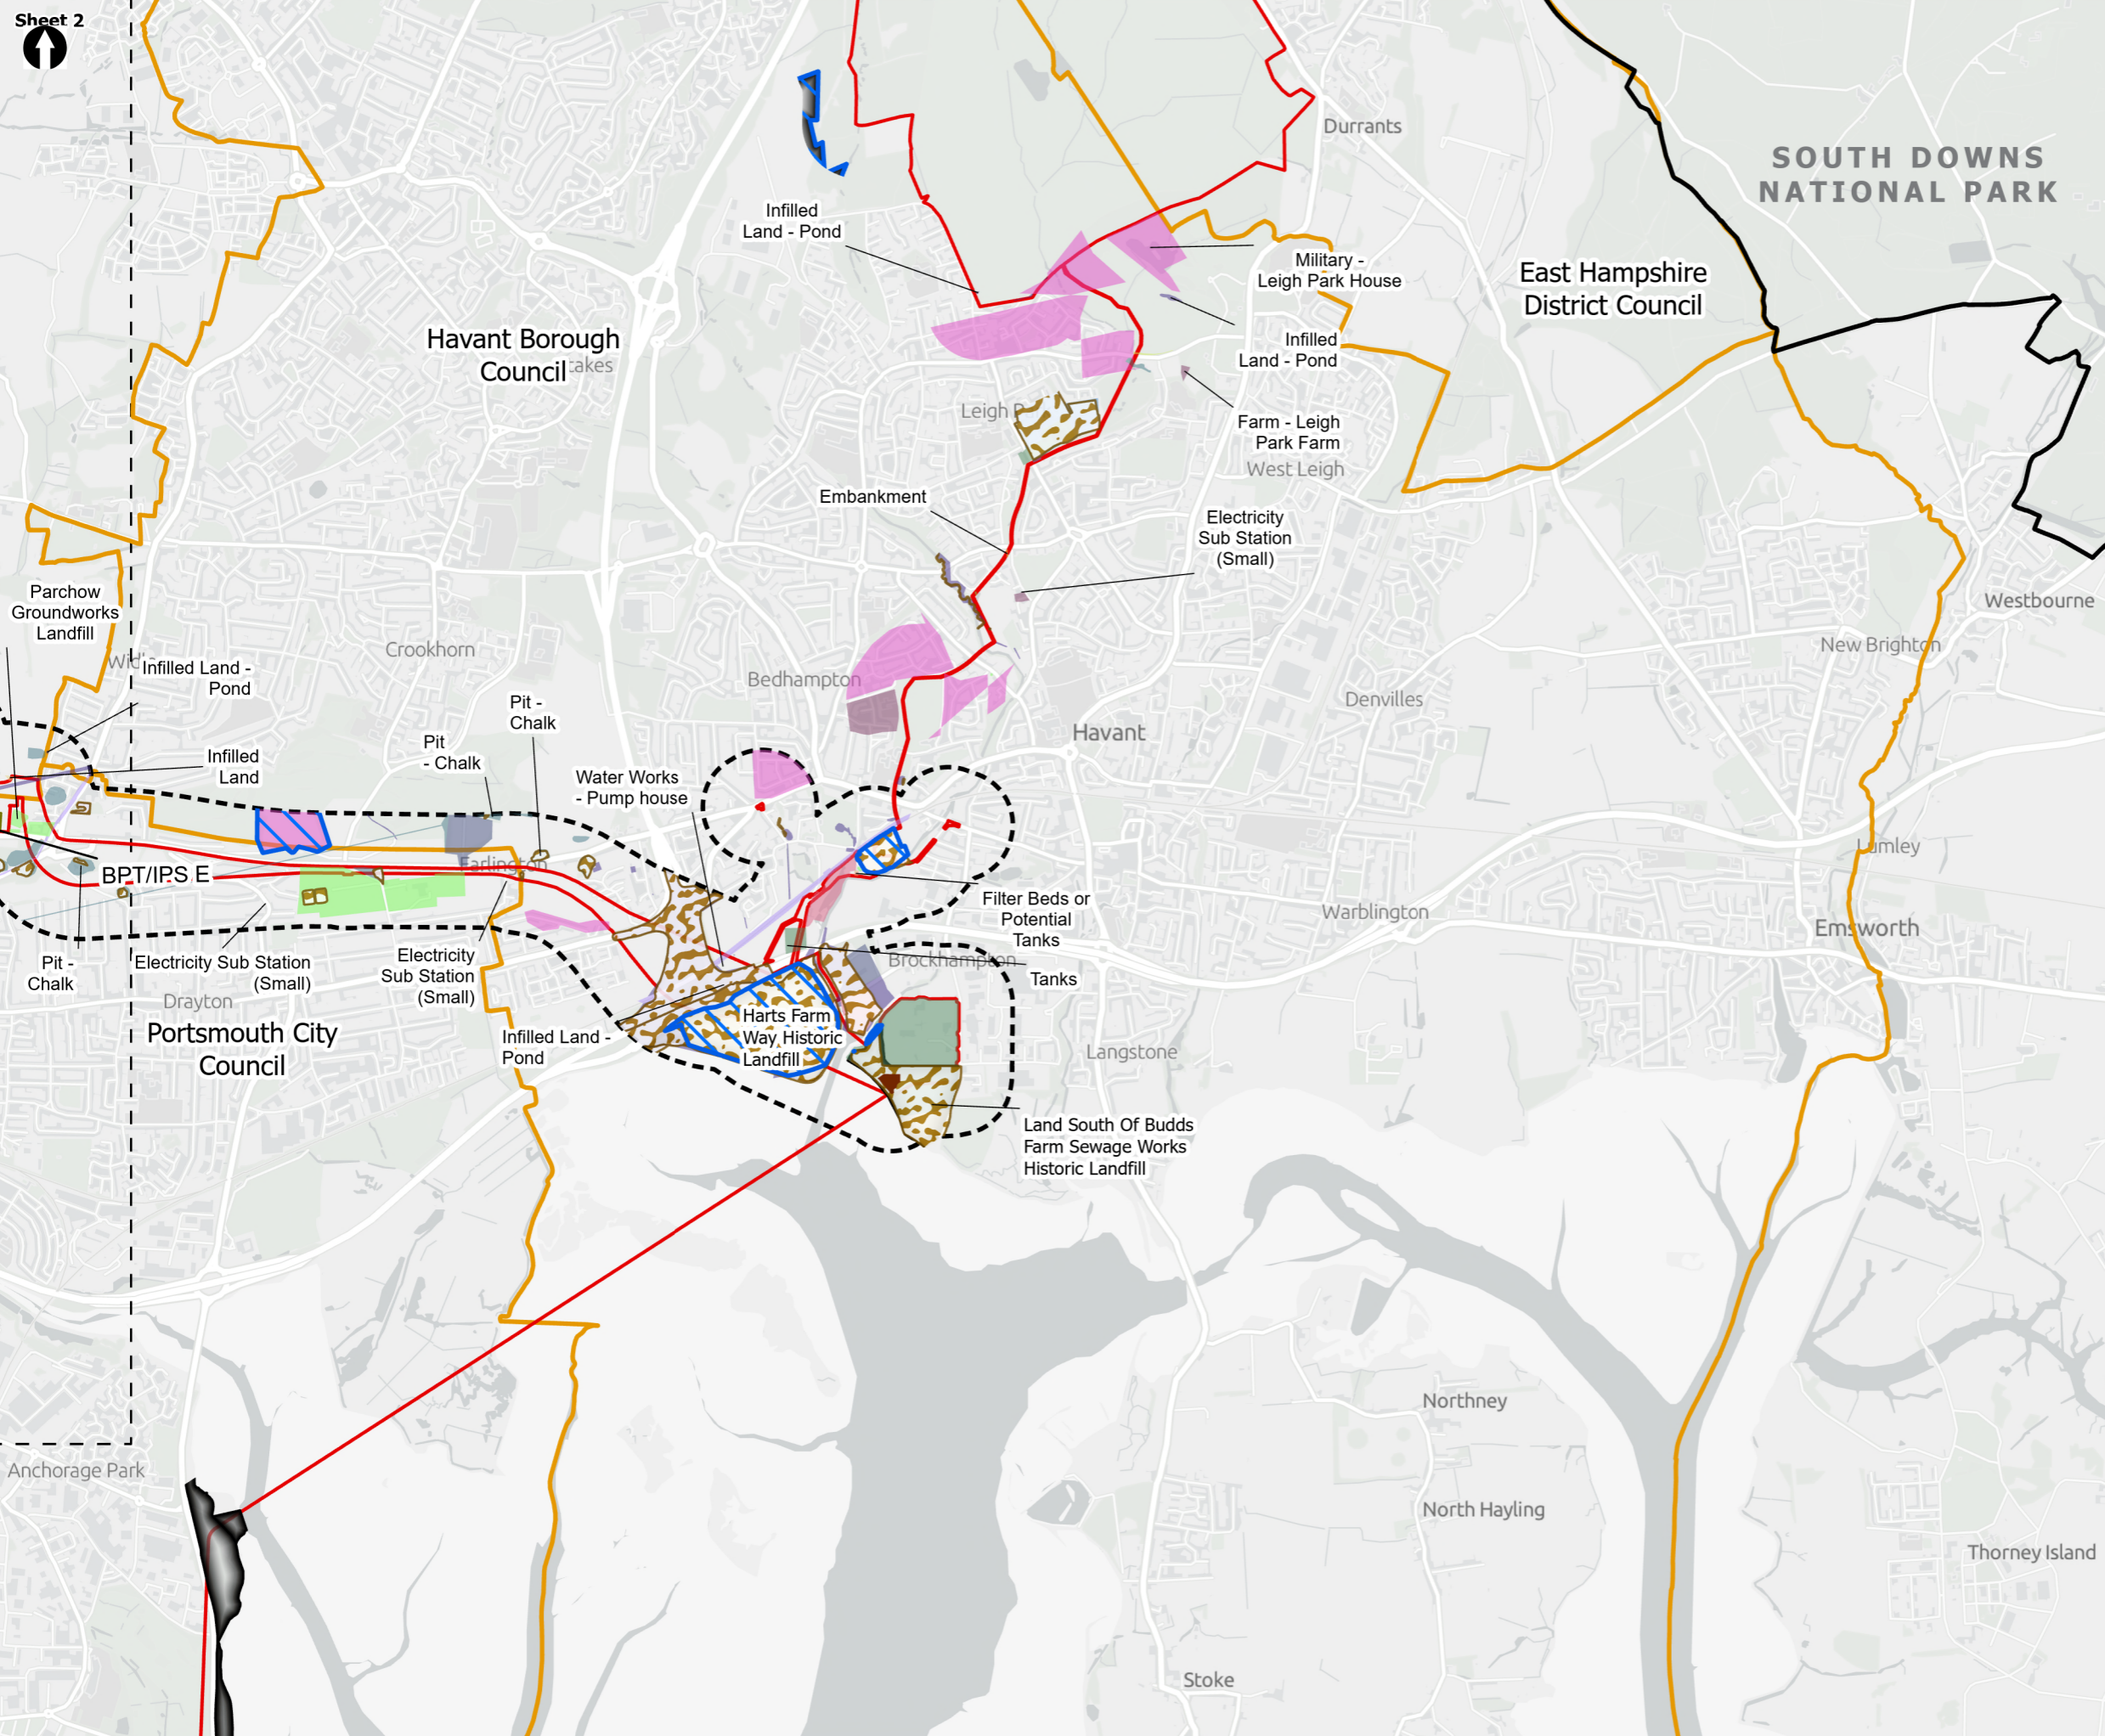 Sheet 2
Durrants
SOUTH DOWNS
NATIONAL PARK
Infilled
Land - Pond
Military -
Leigh Park House
East Hampshire
District Council
Havant Borough
Council
Infilled
Land - Pond
Leigh P
Farm - Leigh
Park Farm
West Leigh
Embankment
Electricity
Sub Station
(Small)
Parchow
Groundworks
Landfill
Westbourne
New Brighton
Crookhorn
Infilled Land -
Pond
Bedhampton
Denvilles
Pit -
Chalk
Havant
Pit
- Chalk
Infilled
Land
Water Works
- Pump house
Lumley
Farlington
BPT/IPS E
Filter Beds or
Potential
Tanks
Warblington
Emsworth
Pit -
Chalk
Electricity Sub Station
(Small)
Electricity
Sub Station
(Small)
Brockhampton
Tanks
Drayton
Portsmouth City
Council
Infilled Land -
Pond
Harts Farm
Way Historic
Landfill
Langstone
Land South Of Budds
Farm Sewage Works
Historic Landfill
Northney
Anchorage Park
North Hayling
Thorney Island
Stoke